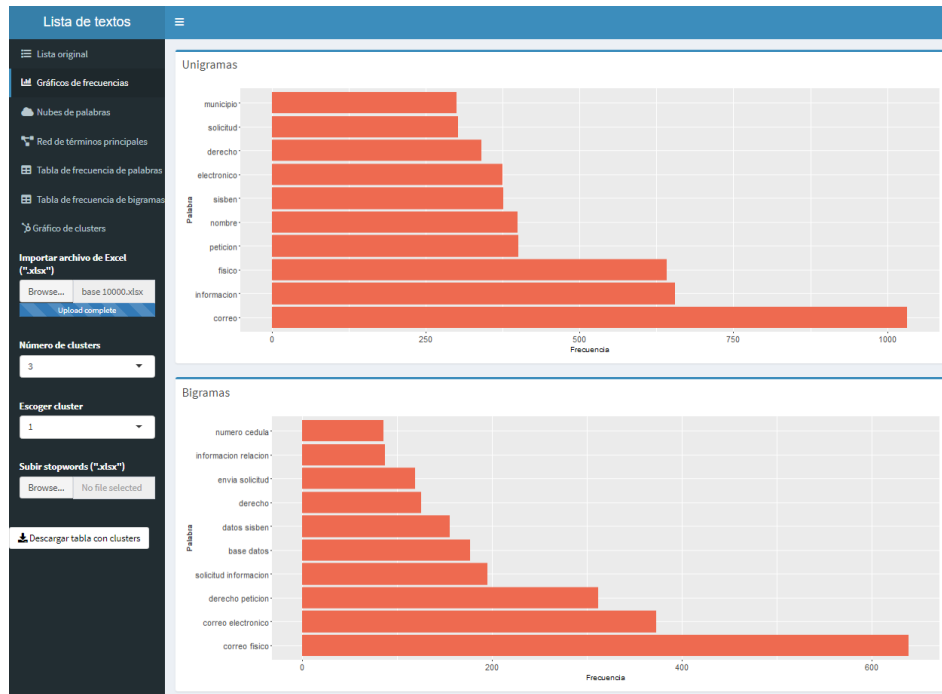 Lista de textos
Lista original
Gráficos de frecuencias
Nubes de palabras
Red de términos principales
Tabla de frecuencia de palabras
Tabla de frecuencia de bigramas
Gráfico de clusters
Importar archivo de Excel
(".xlsx")
Browse... base 10000.xlsx
Upload complete
Número de clusters
3
Escoger cluster
1
Subir stopwords (".xlsx")
Browse... No file selected
Descargar tabla con clusters
Unigramas
Palabra
municipio
solicitud
derecho
electronico
sisben
nombre
peticion
fisico
informacion
correo
0 250 500 750 1000
Frecuencia
Bigramas
Palabra
numero cedula
informacion relacion
envia solicitud
derecho
datos sisben
base datos
solicitud informacion
derecho peticion
correo electronico
correo fisico
0 200 400 600
Frecuencia